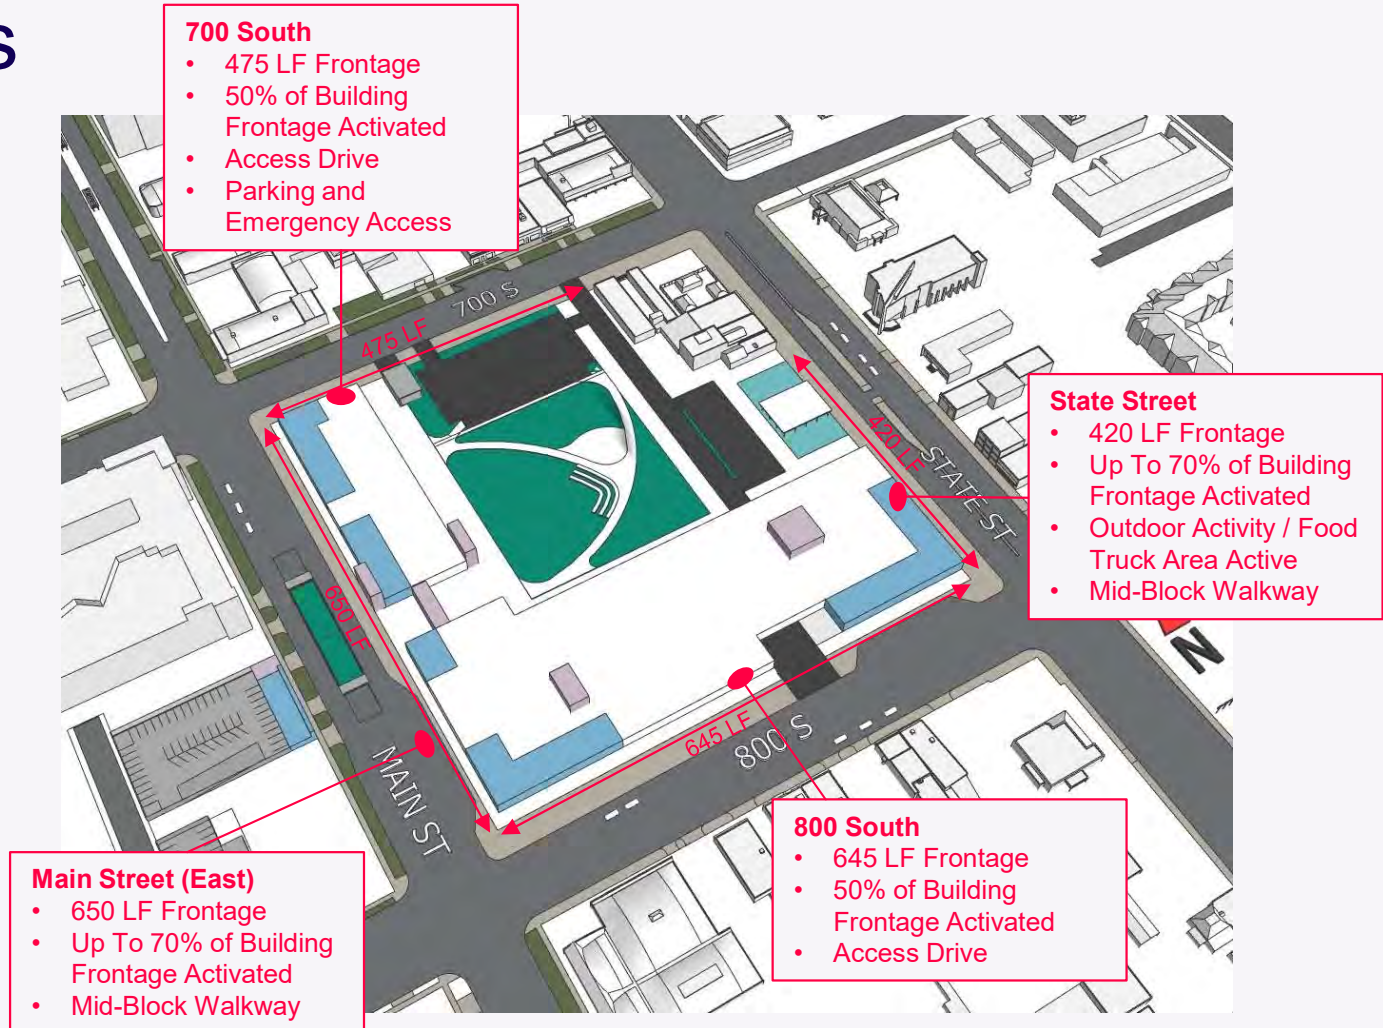 s
700 South
• 475 LF Frontage
• 50% of Building
Frontage Activated
• Access Drive
• Parking and
Emergency Access
700 S
475 LF
State Street
• 420 LF Frontage
• Up To 70% of Building
Frontage Activated
• Outdoor Activity / Food
Truck Area Active
• Mid-Block Walkway
420 LF
STATE ST
650 LF
N
645 LF
800 S
MAIN ST
800 South
• 645 LF Frontage
• 50% of Building
Frontage Activated
• Access Drive
Main Street (East)
• 650 LF Frontage
• Up To 70% of Building
Frontage Activated
• Mid-Block Walkway